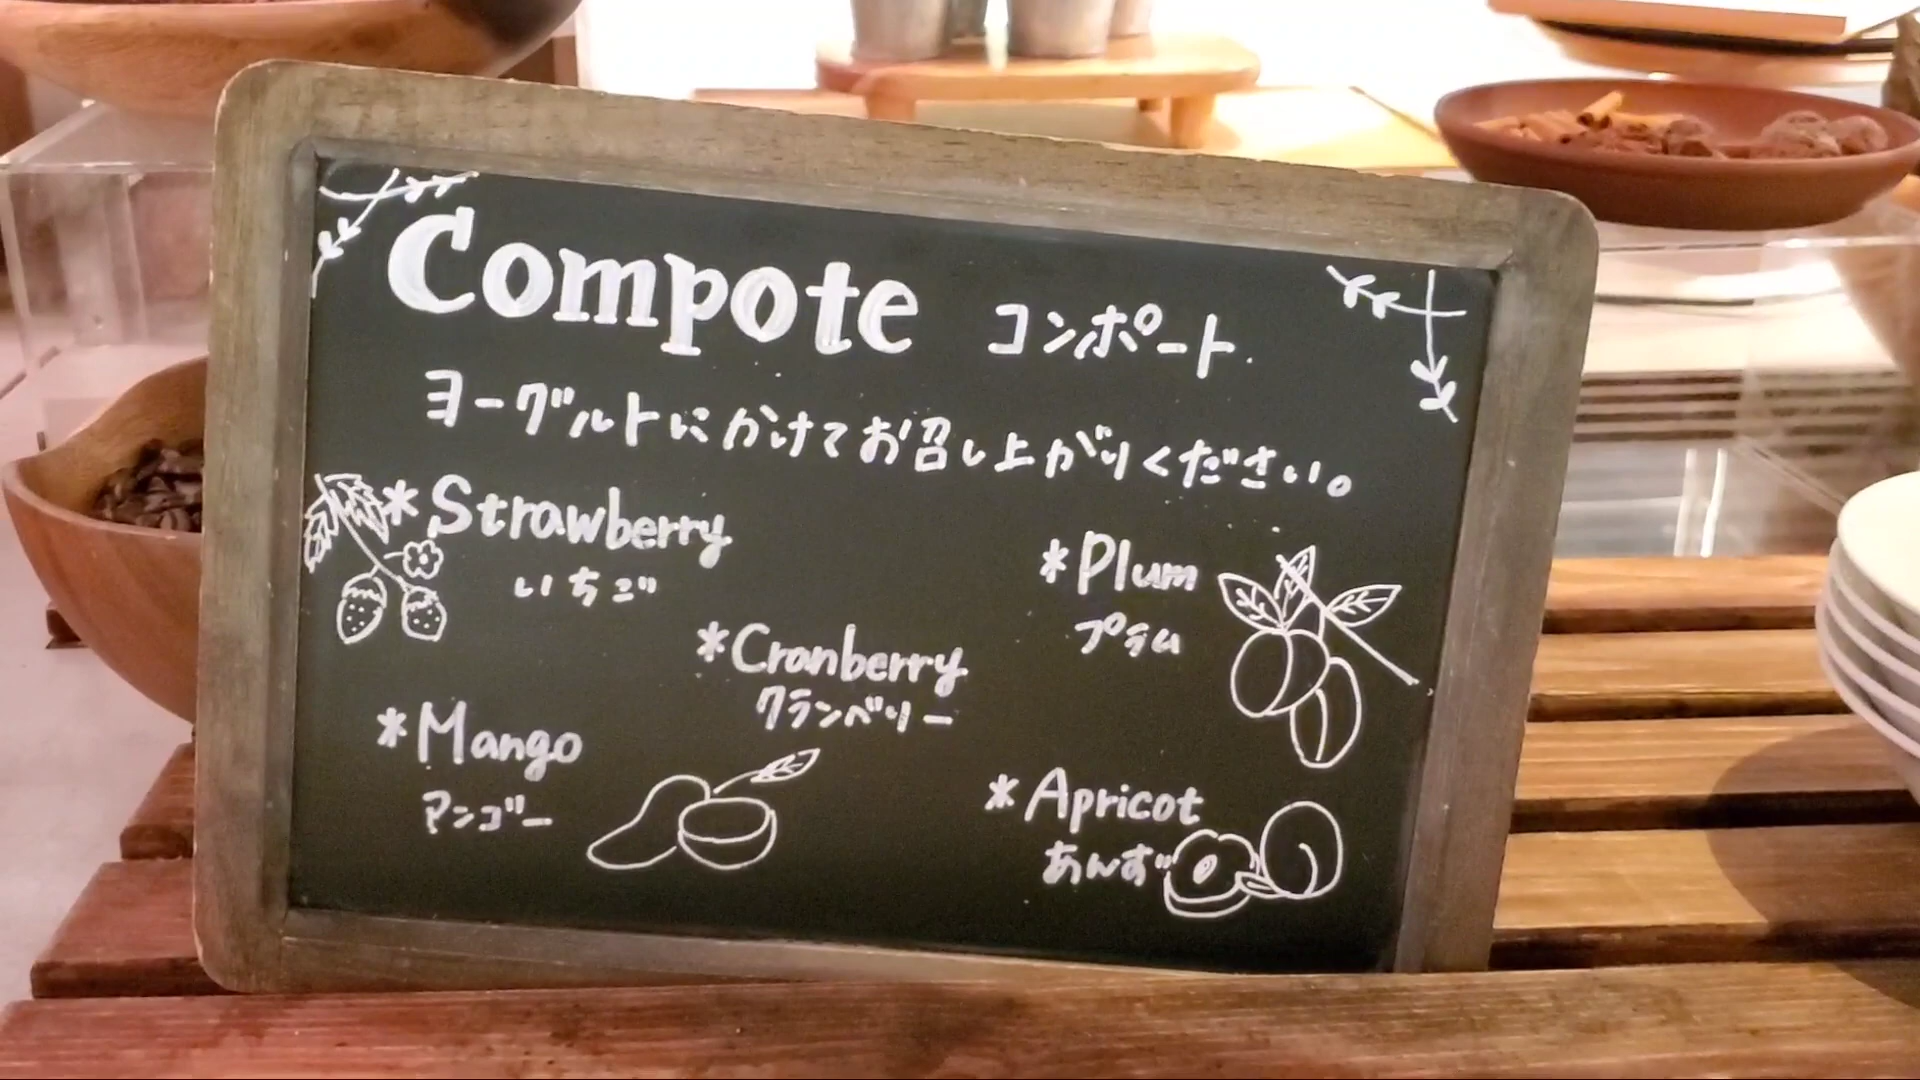 Compote コンポート
ヨーグルトにかけてお召し上がりください。
*Strawberry
いちご
*Plum
プラム
*Cranberry
クランベリー
*Mango
マンゴー
*Apricot
あんず